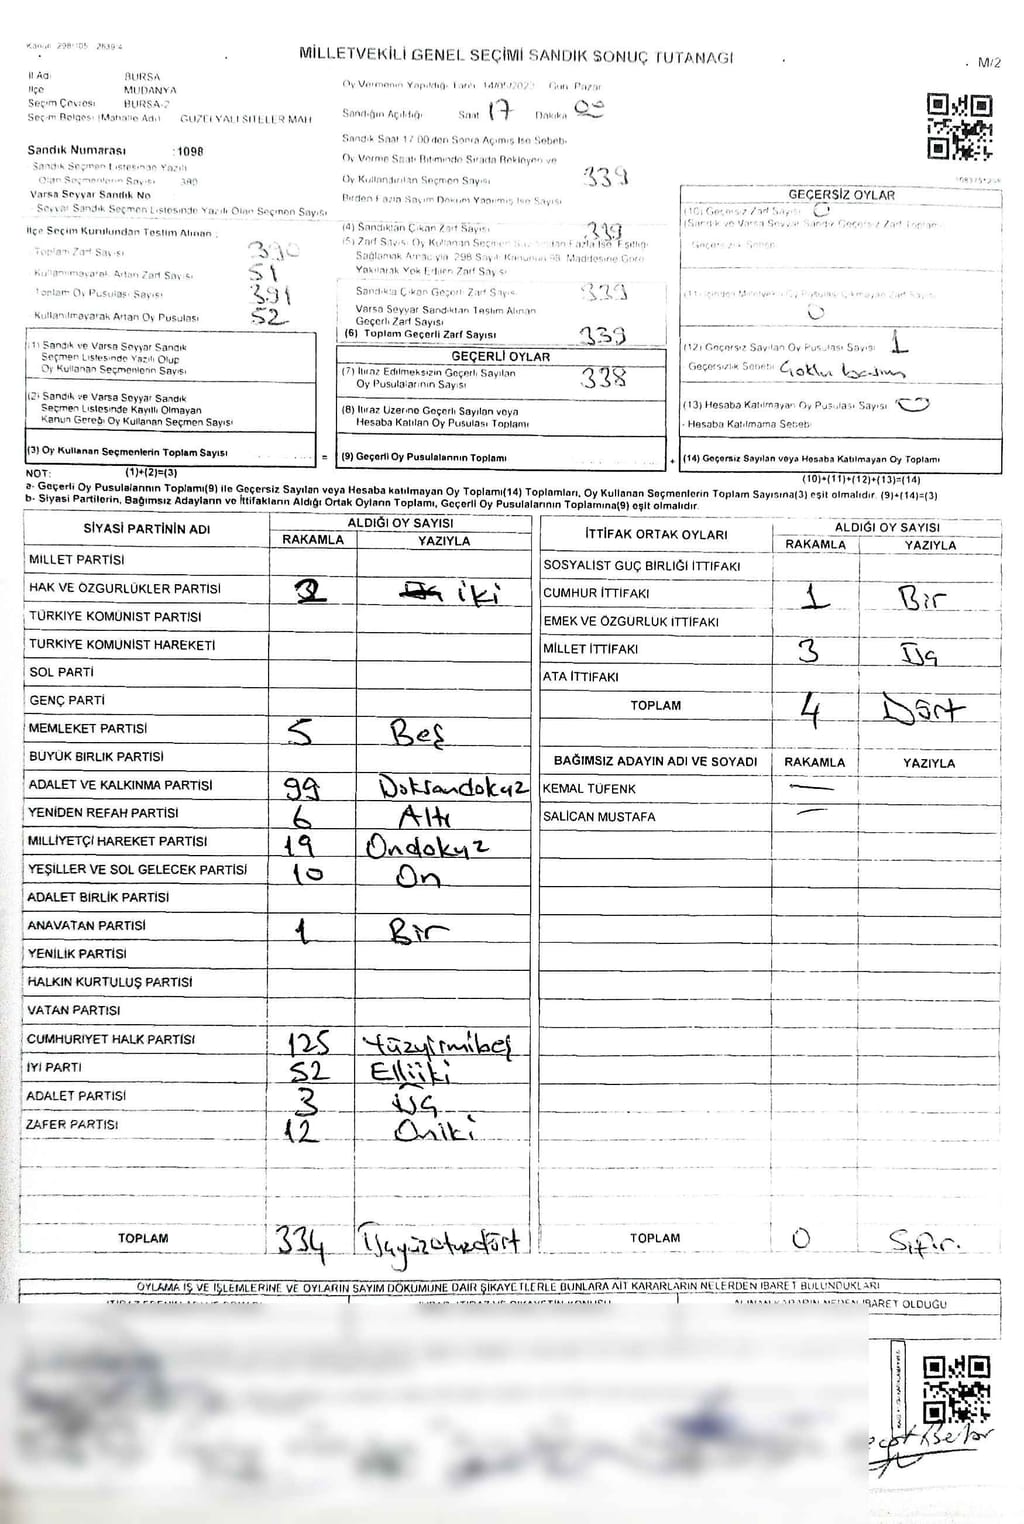 MİLLETVEKİLİ GENEL SEÇİMİ SANDIK SONUÇ TUTANAĞI
M/2
İl Adı BURSA
İlçe MUDANYA
Seçim Çevresi BURSA-2
Seçim Bölgesi (Mahalle Adı) GÜZELYALI SİTELER MAH
Sandık Numarası :1098
Sandık Seçmen Listesinde Yazılı
Olan Seçmenlerin Sayısı 380
Varsa Seyyar Sandık No
Seyyar Sandık Seçmen Listesinde Yazılı Olan Seçmen Sayısı
İlçe Seçim Kurulundan Teslim Alınan ;
Toplam Zarf Sayısı 390
Kullanılmayarak Artan Zarf Sayısı 51
Toplam Oy Pusulası Sayısı 391
Kullanılmayarak Artan Oy Pusulası 52
(1) Sandık ve Varsa Seyyar Sandık
Seçmen Listesinde Yazılı Olup
Oy Kullanan Seçmenlerin Sayısı
(2) Sandık ve Varsa Seyyar Sandık
Seçmen Listesinde Kayıtlı Olmayan
Kanun Gereği Oy Kullanan Seçmen Sayısı
(3) Oy Kullanan Seçmenlerin Toplam Sayısı
Oy Vermenin Yapıldığı Tarih 14/05/2023 Gün Pazar
Sandığın Açıldığı Saat 17 Dakika 00
Sandık Saat 17:00 den Sonra Açılmış İse Sebebi
Oy Verme Saati Bitiminde Sırada Bekleyen ve
Oy Kullandırılan Seçmen Sayısı 339
Birden Fazla Sayım Döküm Yapılmış İse Sayısı
(4) Sandıktan Çıkan Zarf Sayısı 339
(5) Zarf Sayısı Oy Kullanan Seçmen Sayısından Fazla İse Eşitliği
Sağlamak Amacıyla 298 Sayılı Kanunun 98. Maddesine Göre
Yakılarak Yok Edilen Zarf Sayısı
Sandıkta Çıkan Geçerli Zarf Sayısı 339
Varsa Seyyar Sandıktan Teslim Alınan
Geçerli Zarf Sayısı
(6) Toplam Geçerli Zarf Sayısı 339
GEÇERLİ OYLAR
(7) İtiraz Edilmeksizin Geçerli Sayılan
Oy Pusulalarının Sayısı 338
(8) İtiraz Üzerine Geçerli Sayılan veya
Hesaba Katılan Oy Pusulası Toplamı
= (9) Geçerli Oy Pusulalarının Toplamı
GEÇERSİZ OYLAR
(10) Geçersiz Zarf Sayısı 0
(Sandık ve Varsa Seyyar Sandık Geçersiz Zarf Toplamı)
Geçersizlik Sebebi
0
(12) Geçersiz Sayılan Oy Pusulası Sayısı 1
Geçersizlik Sebebi Çoklu basım
(13) Hesaba Katılmayan Oy Pusulası Sayısı 0
- Hesaba Katılmama Sebebi
+ (14) Geçersiz Sayılan veya Hesaba Katılmayan Oy Toplamı
NOT: (1)+(2)=(3)
(10)+(11)+(12)+(13)=(14)
a- Geçerli Oy Pusulalarının Toplamı(9) ile Geçersiz Sayılan veya Hesaba katılmayan Oy Toplamı(14) Toplamları, Oy Kullanan Seçmenlerin Toplam Sayısına(3) eşit olmalıdır. (9)+(14)=(3)
b- Siyasi Partilerin, Bağımsız Adayların ve İttifakların Aldığı Ortak Oyların Toplamı, Geçerli Oy Pusulalarının Toplamına(9) eşit olmalıdır.
SİYASİ PARTİNİN ADI ALDIĞI OY SAYISI
RAKAMLA YAZIYLA
MİLLET PARTİSİ
HAK VE ÖZGÜRLÜKLER PARTİSİ 2 iki
TÜRKİYE KOMÜNİST PARTİSİ
TÜRKİYE KOMÜNİST HAREKETİ
SOL PARTİ
GENÇ PARTİ
MEMLEKET PARTİSİ 5 Beş
BÜYÜK BİRLİK PARTİSİ
ADALET VE KALKINMA PARTİSİ 99 Doksandokuz
YENİDEN REFAH PARTİSİ 6 Altı
MİLLİYETÇİ HAREKET PARTİSİ 19 Ondokuz
YEŞİLLER VE SOL GELECEK PARTİSİ 10 On
ADALET BİRLİK PARTİSİ
ANAVATAN PARTİSİ 1 Bir
YENİLİK PARTİSİ
HALKIN KURTULUŞ PARTİSİ
VATAN PARTİSİ
CUMHURİYET HALK PARTİSİ 125 Yüzyirmibeş
İYİ PARTİ 52 Elliiki
ADALET PARTİSİ 3 Üç
ZAFER PARTİSİ 12 Oniki
TOPLAM 334 Üçyüzotuzdört
İTTİFAK ORTAK OYLARI ALDIĞI OY SAYISI
RAKAMLA YAZIYLA
SOSYALİST GÜÇ BİRLİĞİ İTTİFAKI
CUMHUR İTTİFAKI 1 Bir
EMEK VE ÖZGÜRLÜK İTTİFAKI
MİLLET İTTİFAKI 3 Üç
ATA İTTİFAKI
TOPLAM 4 Dört
BAĞIMSIZ ADAYIN ADI VE SOYADI RAKAMLA YAZIYLA
KEMAL TÜFENK —
SALİCAN MUSTAFA —
TOPLAM 0 Sıfır.
OYLAMA İŞ VE İŞLEMLERİNE VE OYLARIN SAYIM DÖKÜMÜNE DAİR ŞİKAYETLERLE BUNLARA AİT KARARLARIN NELERDEN İBARET BULUNDUKLARI